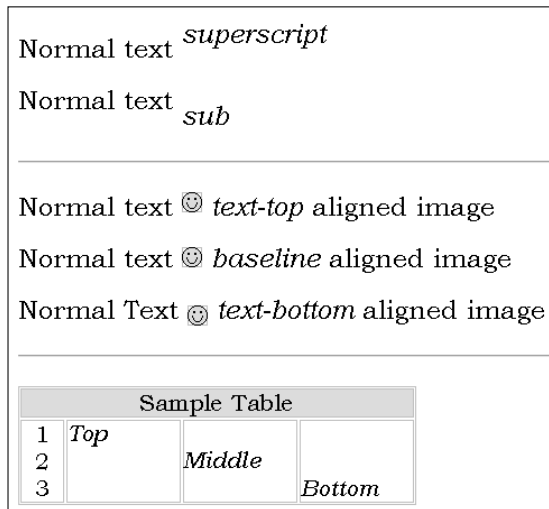 Normal text superscript
Normal text sub
Normal text text-top aligned image
Normal text baseline aligned image
Normal Text text-bottom aligned image
Sample Table
1 Top
2 Middle
3 Bottom